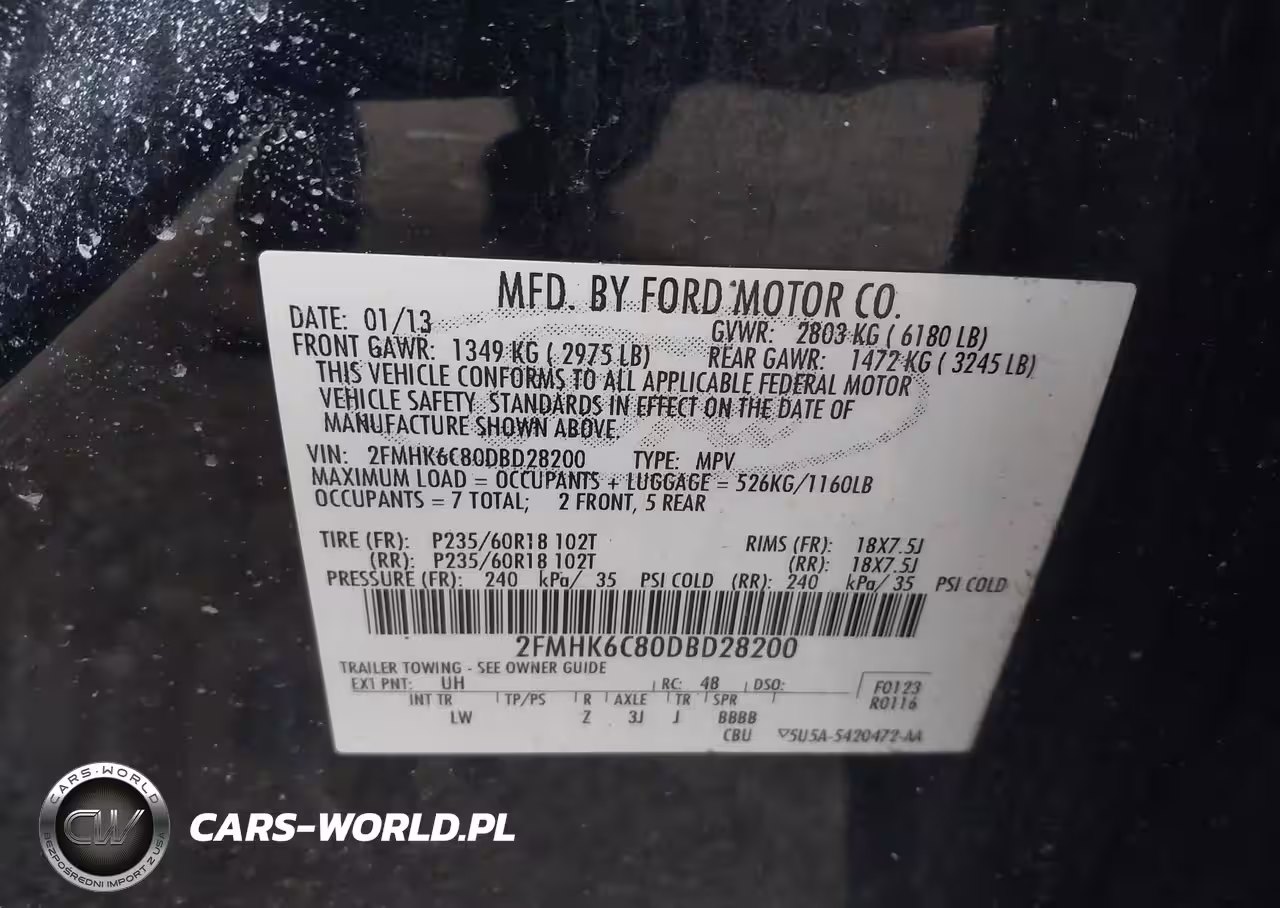 MFD. BY FORD MOTOR CO.
DATE: 01/13 GVWR: 2803 KG ( 6180 LB)
FRONT GAWR: 1349 KG ( 2975 LB) REAR GAWR: 1472 KG ( 3245 LB)
THIS VEHICLE CONFORMS TO ALL APPLICABLE FEDERAL MOTOR
VEHICLE SAFETY STANDARDS IN EFFECT ON THE DATE OF
MANUFACTURE SHOWN ABOVE.
VIN: 2FMHK6C80DBD28200 TYPE: MPV
MAXIMUM LOAD = OCCUPANTS + LUGGAGE = 526KG/1160LB
OCCUPANTS = 7 TOTAL; 2 FRONT, 5 REAR
TIRE (FR): P235/60R18 102T RIMS (FR): 18X7.5J
(RR): P235/60R18 102T (RR): 18X7.5J
PRESSURE (FR): 240 kPa/ 35 PSI COLD (RR): 240 kPa/ 35 PSI COLD
2FMHK6C80DBD28200
TRAILER TOWING - SEE OWNER GUIDE
EXT PNT: UH RC: 48 DSO: F0123
INT TR TP/PS R AXLE TR SPR R0116
LW Z 3J J BBBB
CBU 5U5A-5420472-AA
CARS-WORLD
CW
BEZPOŚREDNI IMPORT Z USA
CARS-WORLD.PL